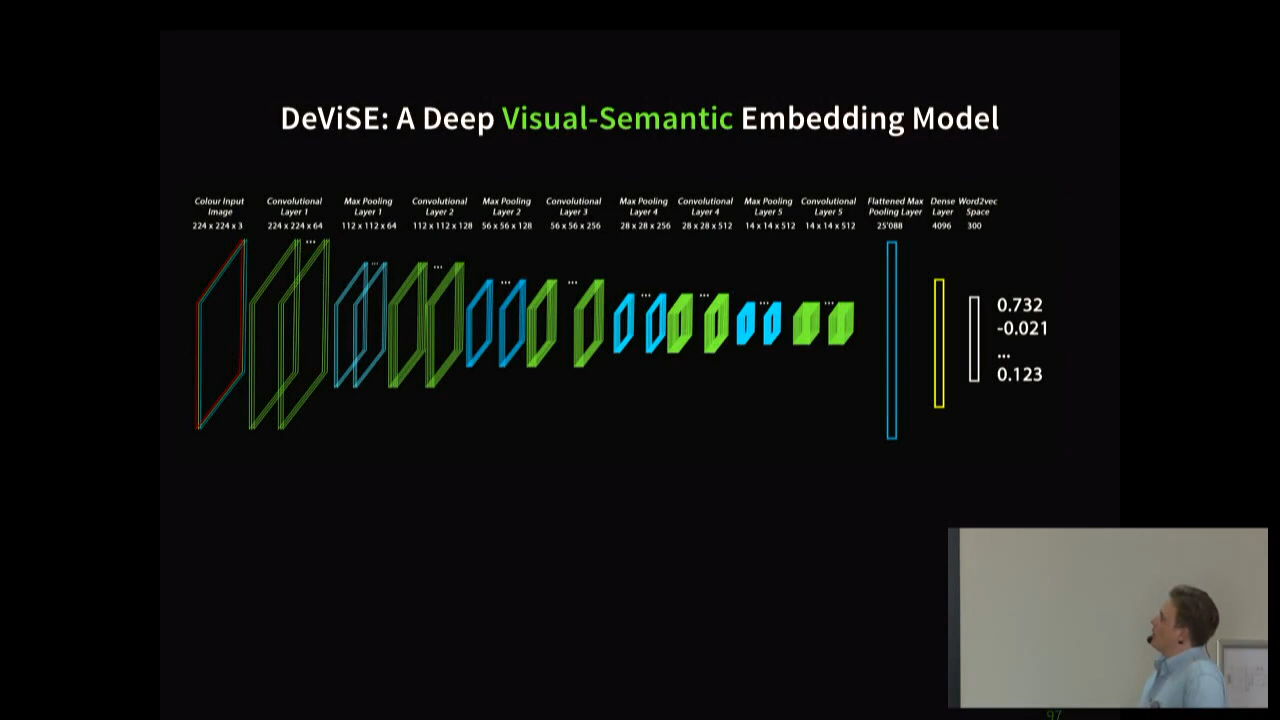 DeViSE: A Deep Visual-Semantic Embedding Model
Colour Input Image
224 x 224 x 3
Convolutional Layer 1
224 x 224 x 64
Max Pooling Layer 1
112 x 112 x 64
Convolutional Layer 2
112 x 112 x 128
Max Pooling Layer 2
56 x 56 x 128
Convolutional Layer 3
56 x 56 x 256
Max Pooling Layer 4
28 x 28 x 256
Convolutional Layer 4
28 x 28 x 512
Max Pooling Layer 5
14 x 14 x 512
Convolutional Layer 5
14 x 14 x 512
Flattened Max Pooling Layer
25'088
Dense Layer
4096
Word2vec Space
300
...
...
...
...
...
...
...
...
...
0.732
-0.021
...
0.123
97